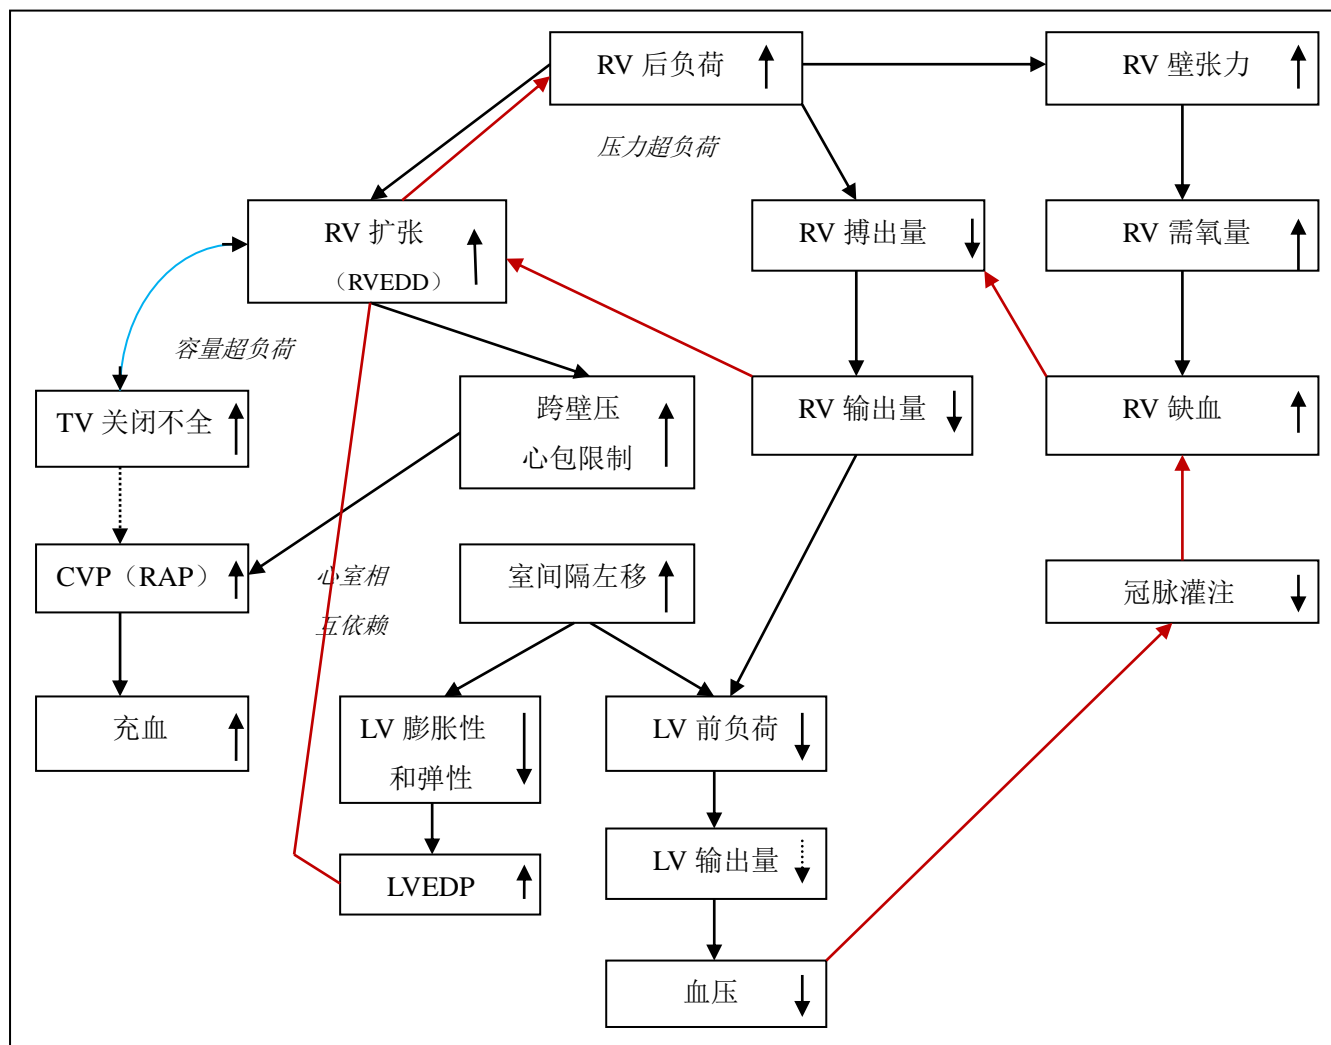 RV 后负荷
RV 壁张力
压力超负荷
RV 扩张
（RVEDD）
RV 搏出量
RV 需氧量
容量超负荷
TV 关闭不全
跨壁压
心包限制
RV 输出量
RV 缺血
CVP（RAP）
心室相
互依赖
室间隔左移
冠脉灌注
充血
LV 膨胀性
和弹性
LV 前负荷
LV 输出量
LVEDP
血压